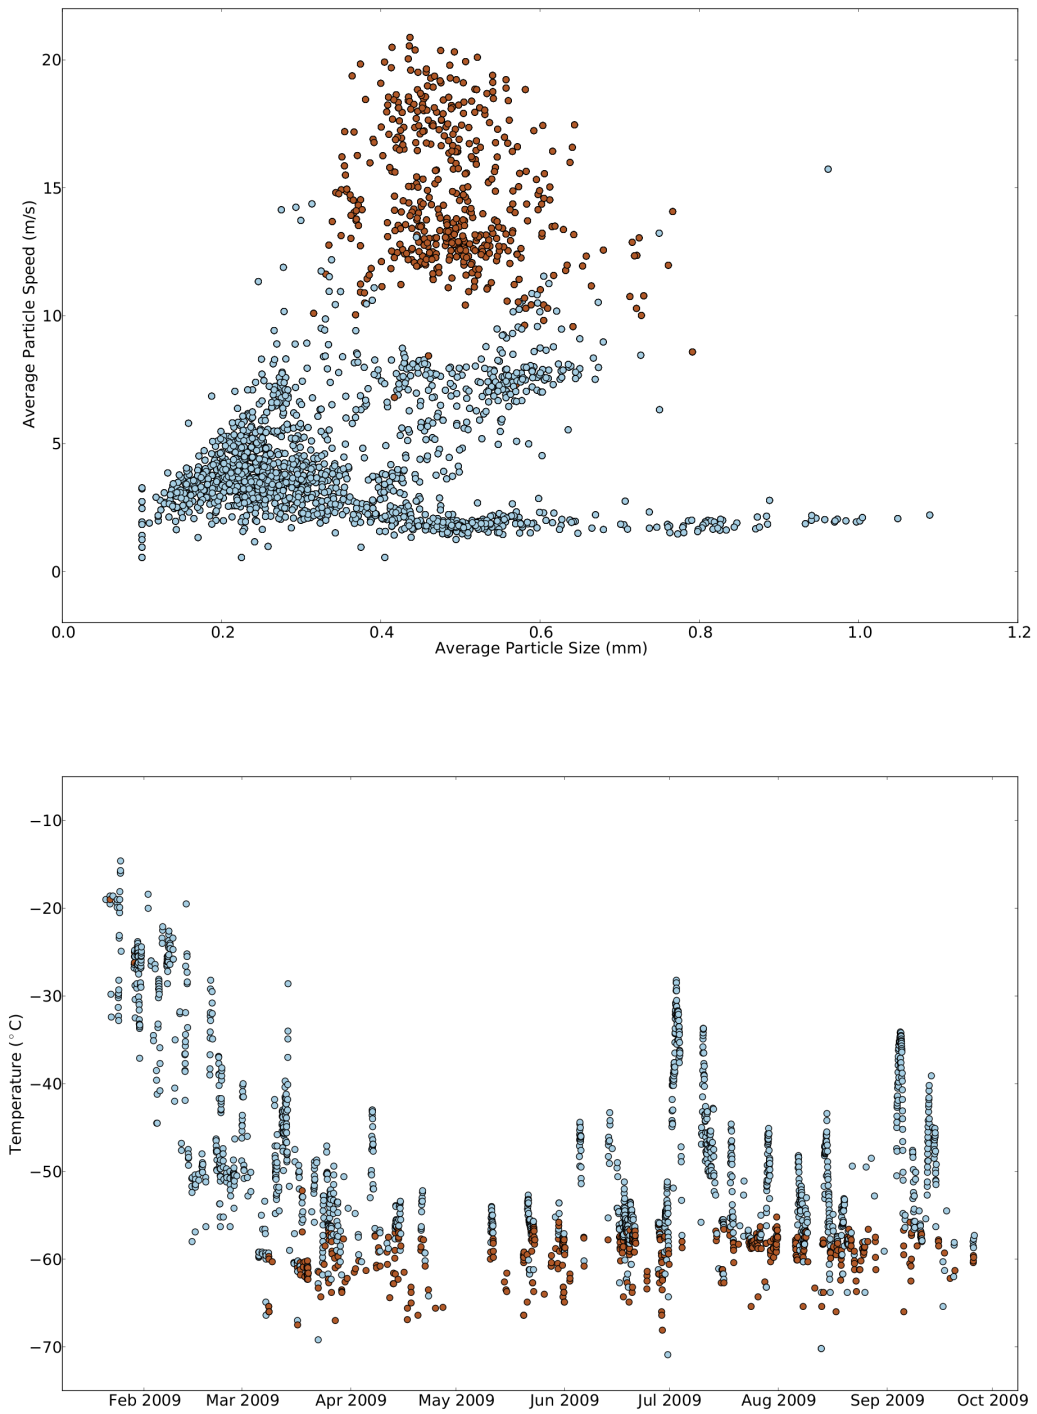 20
15
10
5
0
Average Particle Speed (m/s)
0.0 0.2 0.4 0.6 0.8 1.0 1.2
Average Particle Size (mm)
−10
−20
−30
−40
−50
−60
−70
Temperature (°C)
Feb 2009 Mar 2009 Apr 2009 May 2009 Jun 2009 Jul 2009 Aug 2009 Sep 2009 Oct 2009